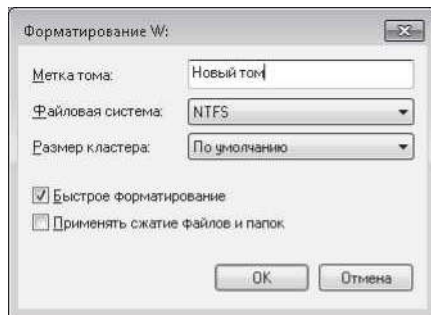 Форматирование W:
Метка тома: Новый том
Файловая система: NTFS
Размер кластера: По умолчанию
Быстрое форматирование
Применять сжатие файлов и папок
ОК Отмена